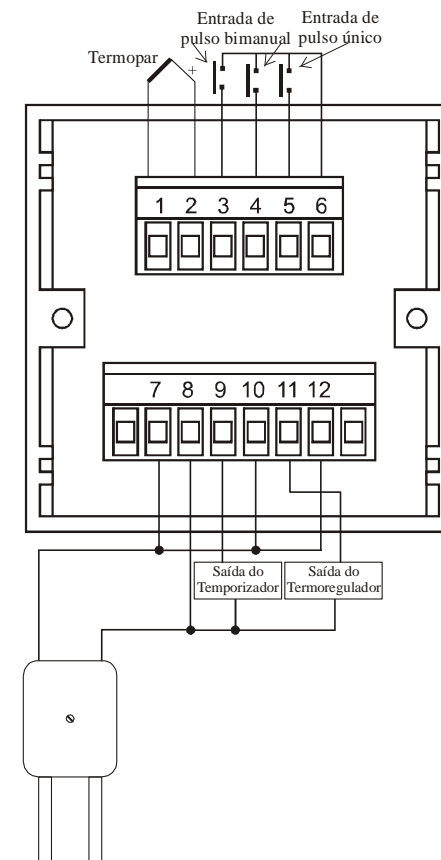 Entrada de
pulso bimanual
Entrada de
pulso único
Termopar
+
1 2 3 4 5 6
7 8 9 10 11 12
Saída do
Temporizador
Saída do
Termoregulador